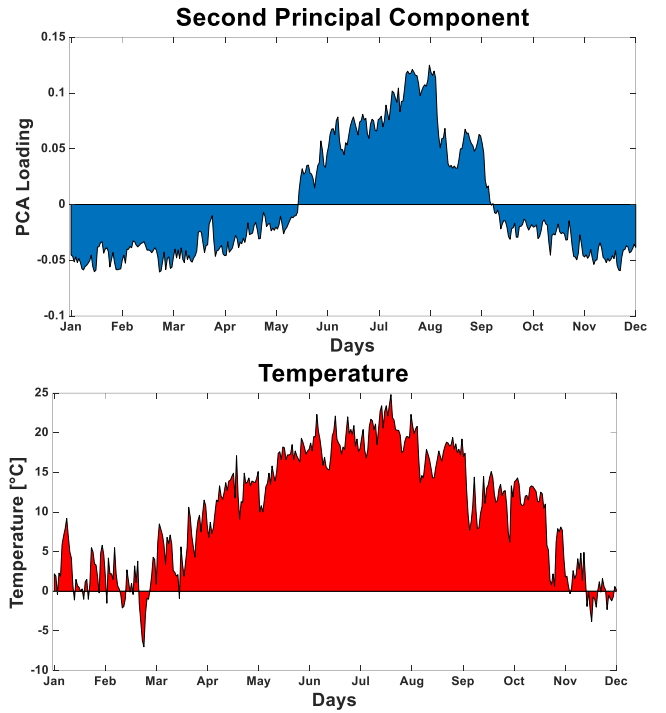 Second Principal Component
0.15
0.1
0.05
0
-0.05
-0.1
PCA Loading
Jan Feb Mar Apr May Jun Jul Aug Sep Oct Nov Dec
Days
Temperature
25
20
15
10
5
0
-5
-10
Temperature [°C]
Jan Feb Mar Apr May Jun Jul Aug Sep Oct Nov Dec
Days